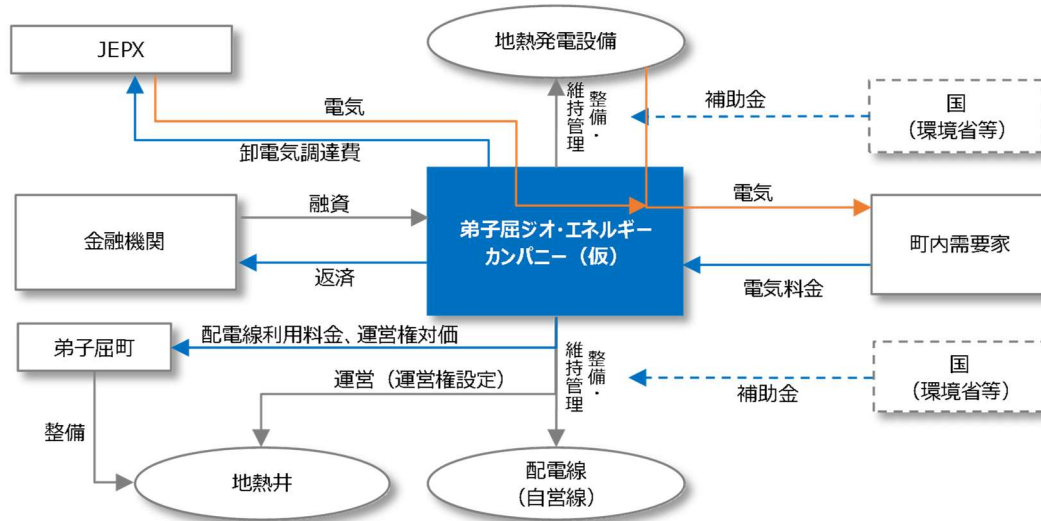 JEPX
地熱発電設備
電気
卸電気調達費
整備・
維持管理
補助金
国
（環境省等）
金融機関
融資
返済
弟子屈ジオ・エネルギー
カンパニー（仮）
電気
電気料金
町内需要家
弟子屈町
配電線利用料金、運営権対価
運営（運営権設定）
整備・
維持管理
補助金
国
（環境省等）
整備
地熱井
配電線
（自営線）